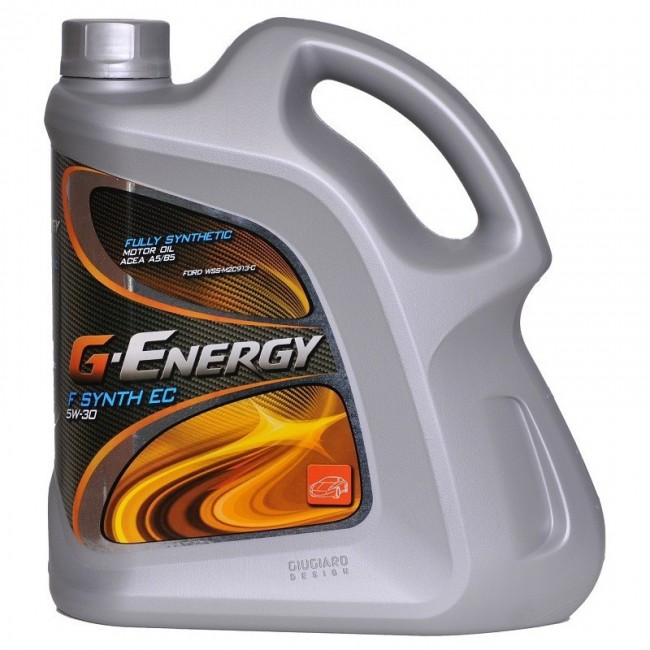 FULLY SYNTHETIC
MOTOR OIL
ACEA A5/B5
FORD WSS-M2C913-C
G-ENERGY
F SYNTH EC
5W-30
GIUGIARO
DESIGN